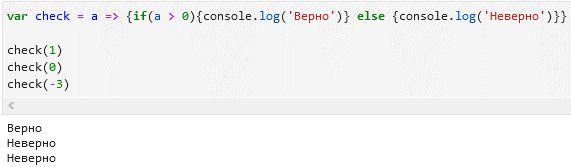 var check = a => {if(a > 0){console.log('Верно')} else {console.log('Неверно')}}
check(1)
check(0)
check(-3)
Верно
Неверно
Неверно